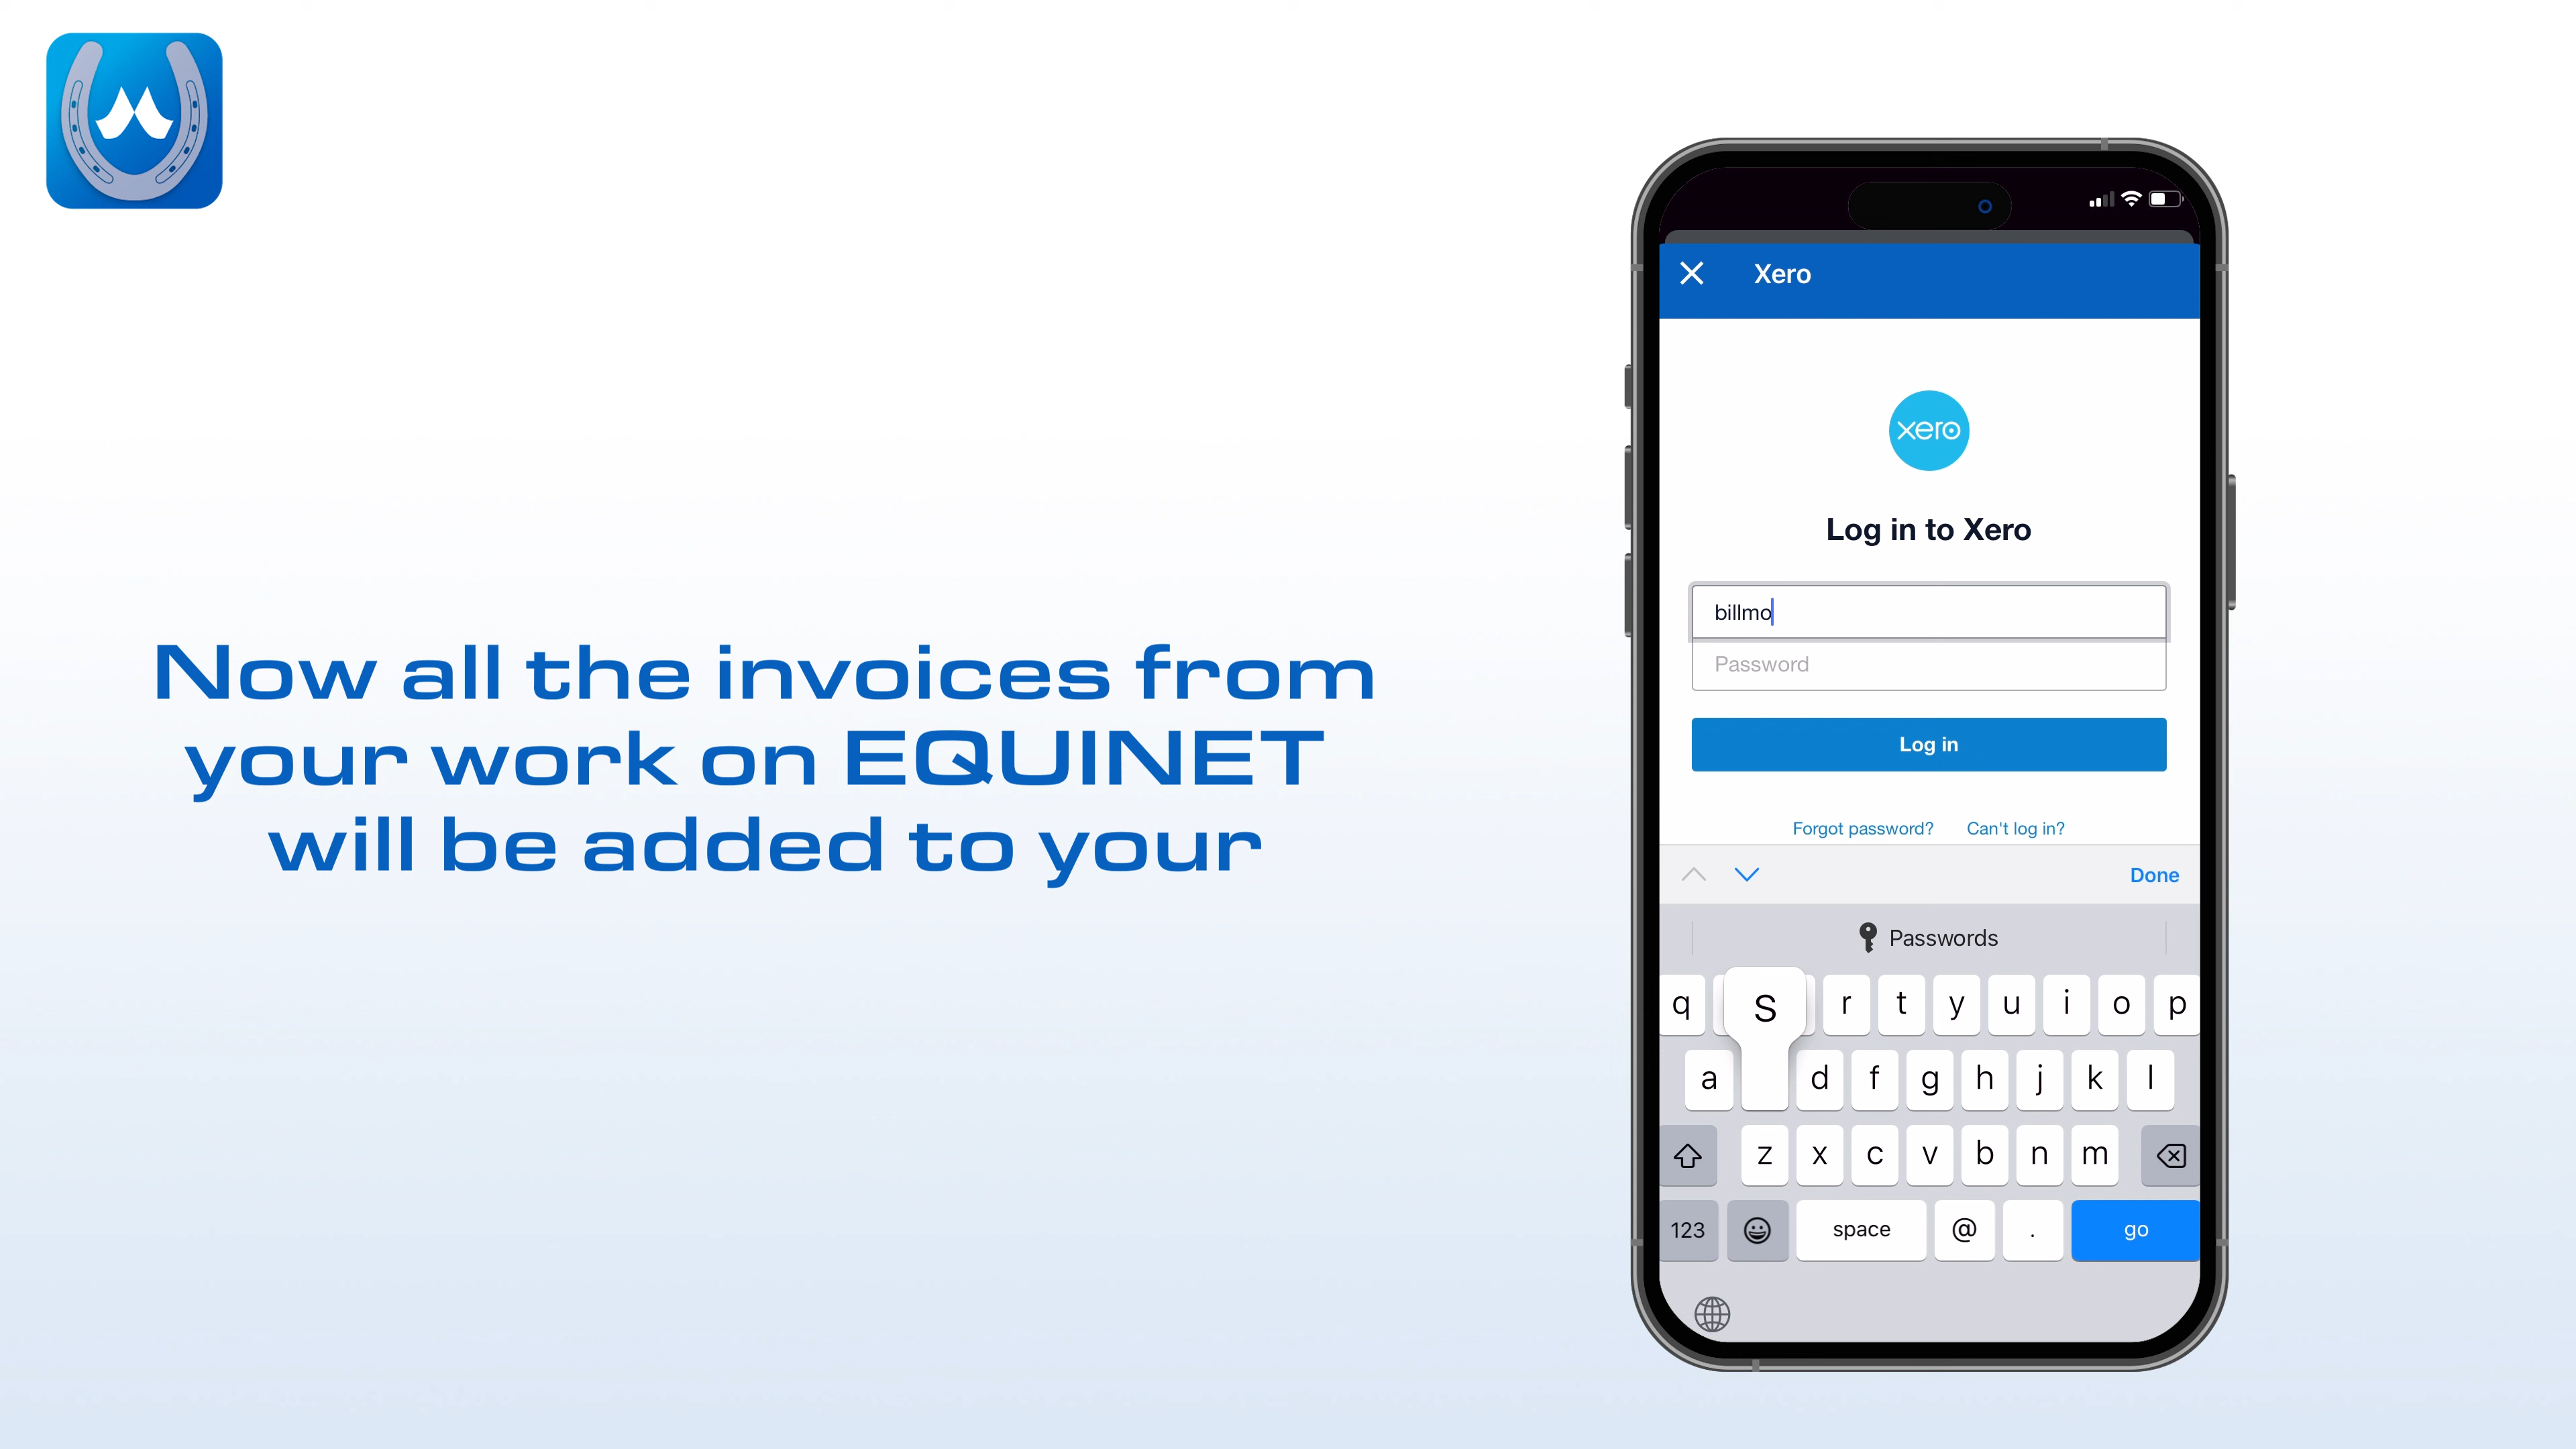 Now all the invoices from
your work on EQUINET
will be added to your
Xero
xero
Log in to Xero
billmo
Password
Log in
Forgot password? Can't log in?
Done
Passwords
q S r t y u i o p
a d f g h j k l
z x c v b n m
123 space @ . go